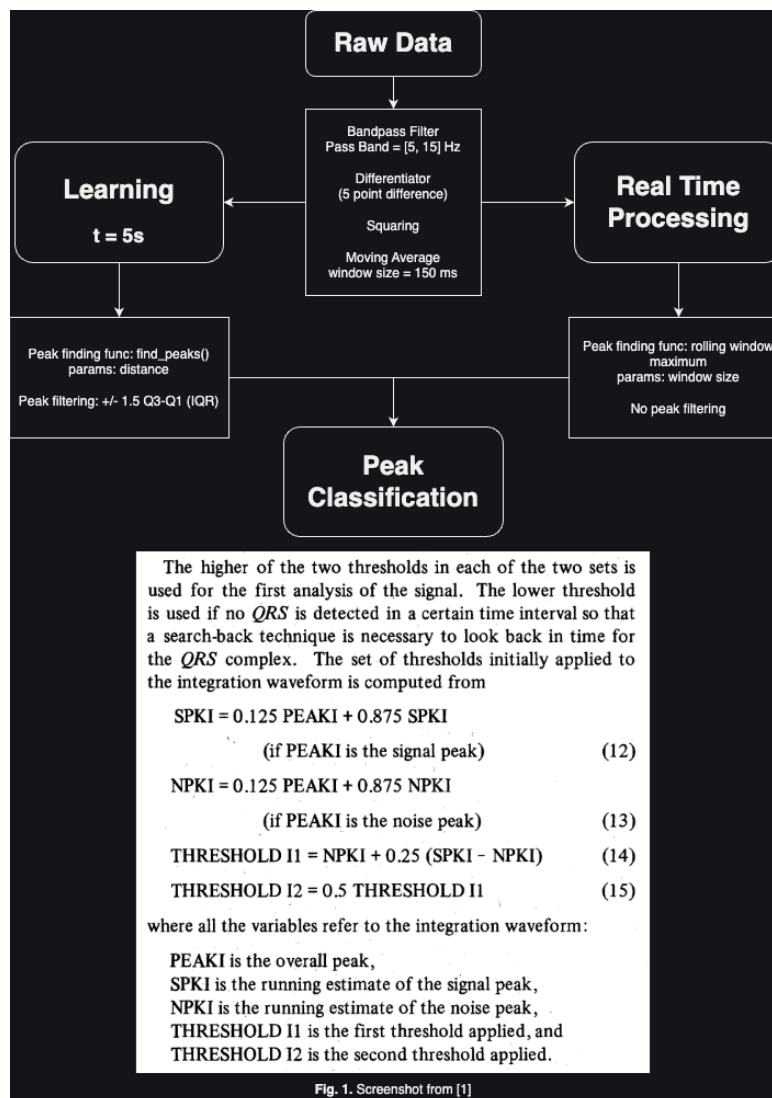 Raw Data
Bandpass Filter
Pass Band = [5, 15] Hz
Differentiator
(5 point difference)
Squaring
Moving Average
window size = 150 ms
Learning
t = 5s
Real Time
Processing
Peak finding func: find_peaks()
params: distance
Peak filtering: +/- 1.5 Q3-Q1 (IQR)
Peak finding func: rolling window
maximum
params: window size
No peak filtering
Peak
Classification
The higher of the two thresholds in each of the two sets is
used for the first analysis of the signal. The lower threshold
is used if no QRS is detected in a certain time interval so that
a search-back technique is necessary to look back in time for
the QRS complex. The set of thresholds initially applied to
the integration waveform is computed from
SPKI = 0.125 PEAKI + 0.875 SPKI
(if PEAKI is the signal peak) (12)
NPKI = 0.125 PEAKI + 0.875 NPKI
(if PEAKI is the noise peak) (13)
THRESHOLD I1 = NPKI + 0.25 (SPKI - NPKI) (14)
THRESHOLD I2 = 0.5 THRESHOLD I1 (15)
where all the variables refer to the integration waveform:
PEAKI is the overall peak,
SPKI is the running estimate of the signal peak,
NPKI is the running estimate of the noise peak,
THRESHOLD I1 is the first threshold applied, and
THRESHOLD I2 is the second threshold applied.
Fig. 1. Screenshot from [1]